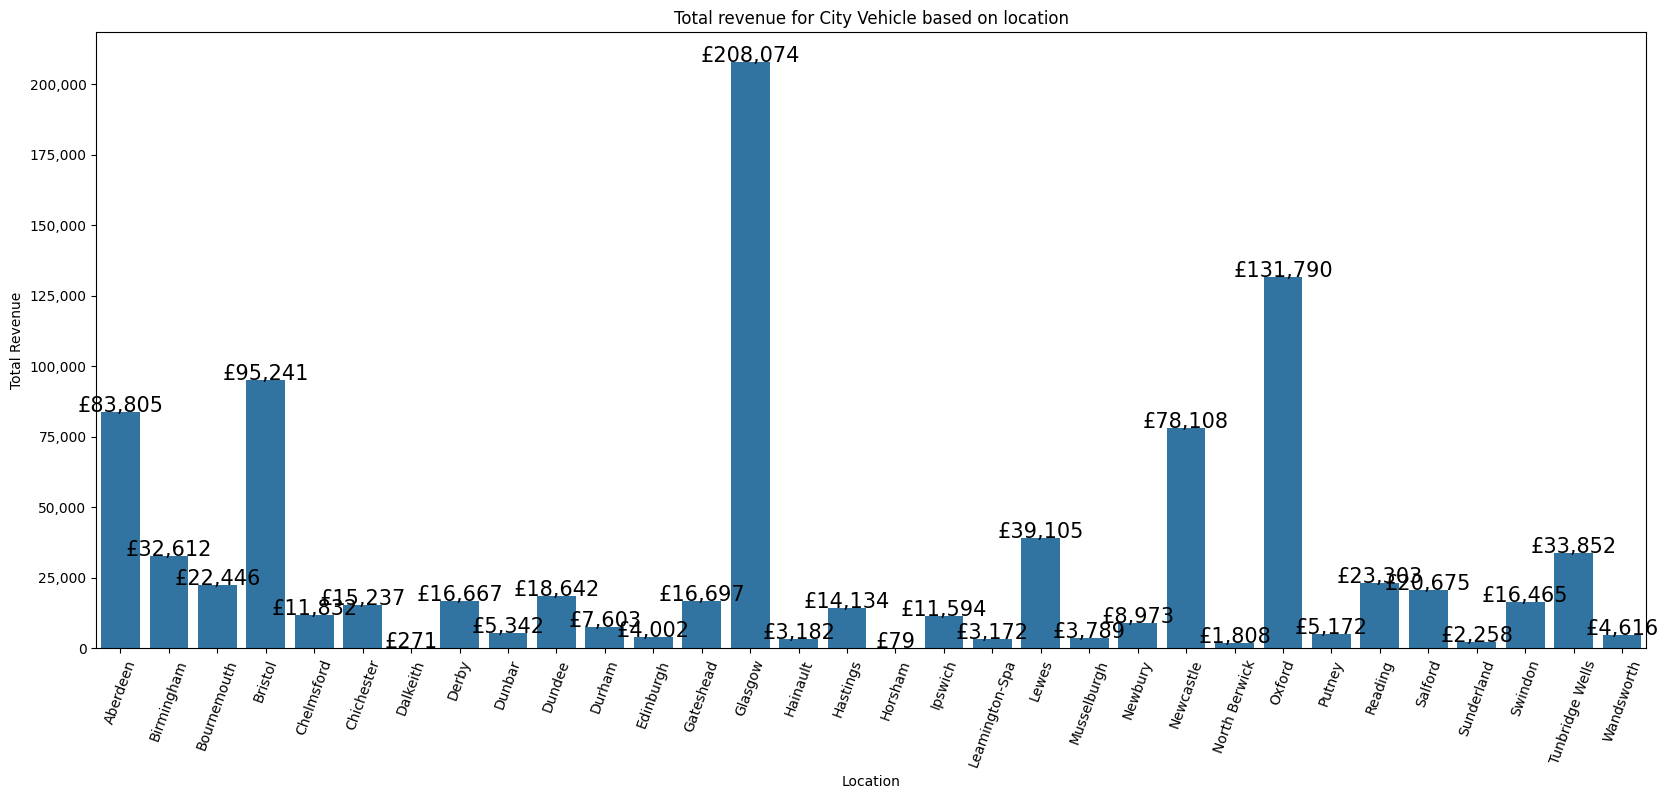 Total revenue for City Vehicle based on location
Total Revenue
200,000
175,000
150,000
125,000
100,000
75,000
50,000
25,000
0
£83,805
£32,612
£22,446
£95,241
£11,832
£15,237
£271
£16,667
£5,342
£18,642
£7,603
£4,002
£16,697
£208,074
£3,182
£14,134
£79
£11,594
£3,172
£39,105
£3,789
£8,973
£78,108
£1,808
£131,790
£5,172
£23,303
£20,675
£2,258
£16,465
£33,852
£4,616
Aberdeen
Birmingham
Bournemouth
Bristol
Chelmsford
Chichester
Dalkeith
Derby
Dunbar
Dundee
Durham
Edinburgh
Gateshead
Glasgow
Hainault
Hastings
Horsham
Ipswich
Leamington-Spa
Lewes
Musselburgh
Newbury
Newcastle
North Berwick
Oxford
Putney
Reading
Salford
Sunderland
Swindon
Tunbridge Wells
Wandsworth
Location